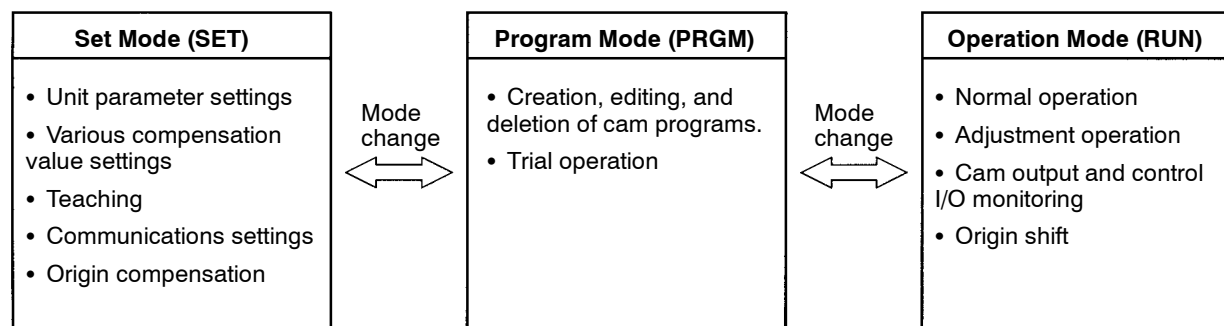 Set Mode (SET)
• Unit parameter settings
• Various compensation
value settings
• Teaching
• Communications settings
• Origin compensation
Mode
change
Program Mode (PRGM)
• Creation, editing, and
deletion of cam programs.
• Trial operation
Mode
change
Operation Mode (RUN)
• Normal operation
• Adjustment operation
• Cam output and control
I/O monitoring
• Origin shift